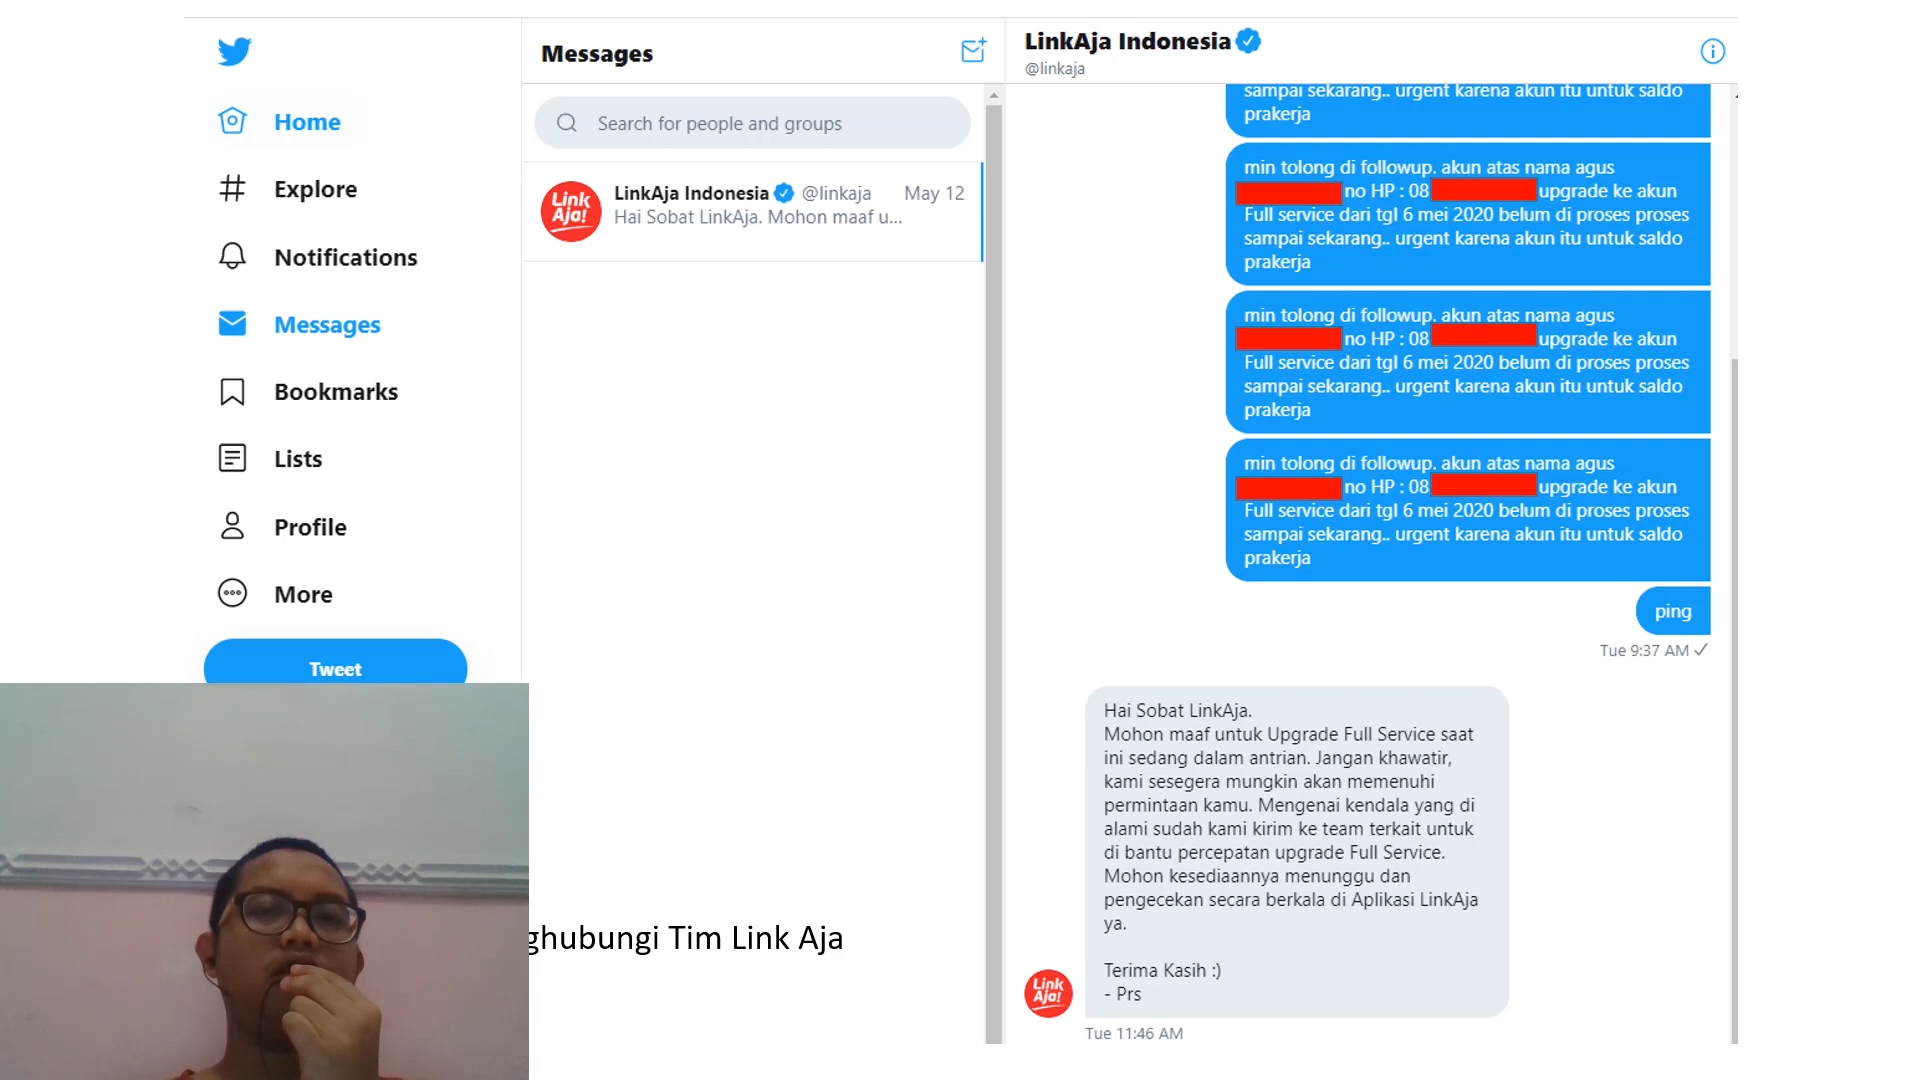 Home
Explore
Notifications
Messages
Bookmarks
Lists
Profile
More
Tweet
Messages
Search for people and groups
LinkAja Indonesia @linkaja May 12
Hai Sobat LinkAja. Mohon maaf u...
Link
Aja!
LinkAja Indonesia
@linkaja
sampai sekarang.. urgent karena akun itu untuk saldo
prakerja
min tolong di followup. akun atas nama agus
no HP : 08 upgrade ke akun
Full service dari tgl 6 mei 2020 belum di proses proses
sampai sekarang.. urgent karena akun itu untuk saldo
prakerja
min tolong di followup. akun atas nama agus
no HP : 08 upgrade ke akun
Full service dari tgl 6 mei 2020 belum di proses proses
sampai sekarang.. urgent karena akun itu untuk saldo
prakerja
min tolong di followup. akun atas nama agus
no HP : 08 upgrade ke akun
Full service dari tgl 6 mei 2020 belum di proses proses
sampai sekarang.. urgent karena akun itu untuk saldo
prakerja
ping
Tue 9:37 AM
Hai Sobat LinkAja.
Mohon maaf untuk Upgrade Full Service saat
ini sedang dalam antrian. Jangan khawatir,
kami sesegera mungkin akan memenuhi
permintaan kamu. Mengenai kendala yang di
alami sudah kami kirim ke team terkait untuk
di bantu percepatan upgrade Full Service.
Mohon kesediaannya menunggu dan
pengecekan secara berkala di Aplikasi LinkAja
ya.
Terima Kasih :)
- Prs
Link
Aja!
Tue 11:46 AM
ghubungi Tim Link Aja